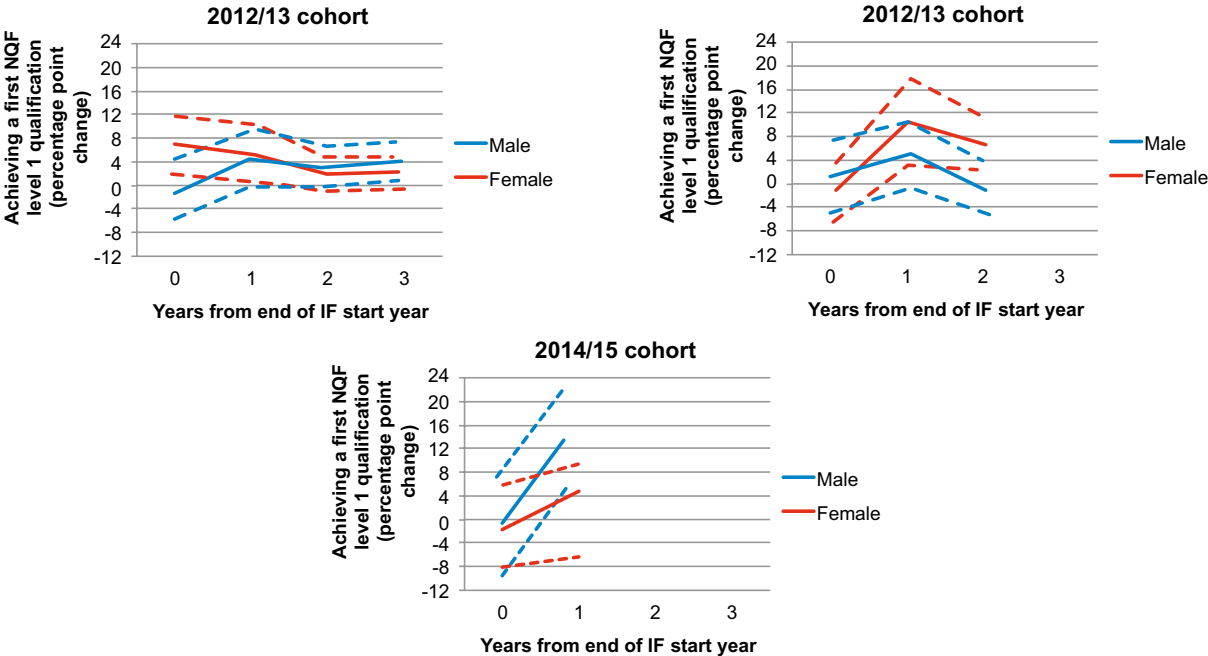 2012/13 cohort
Achieving a first NQF
level 1 qualification
(percentage point
change)
24
20
16
12
8
4
0
-4
-8
-12
0 1 2 3
Years from end of IF start year
Male
Female
2012/13 cohort
Achieving a first NQF
level 1 qualification
(percentage point
change)
24
20
16
12
8
4
0
-4
-8
-12
0 1 2 3
Years from end of IF start year
Male
Female
2014/15 cohort
Achieving a first NQF
level 1 qualification
(percentage point
change)
24
20
16
12
8
4
0
-4
-8
-12
0 1 2 3
Years from end of IF start year
Male
Female